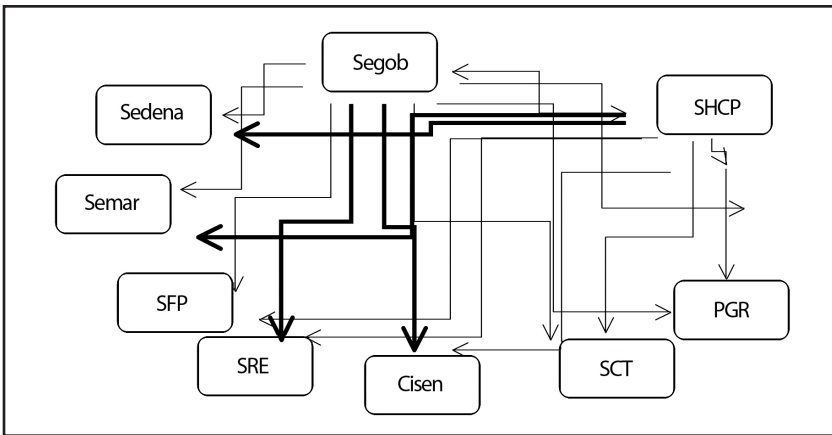 Segob
Sedena
SHCP
Semar
SFP
PGR
SRE
Cisen
SCT